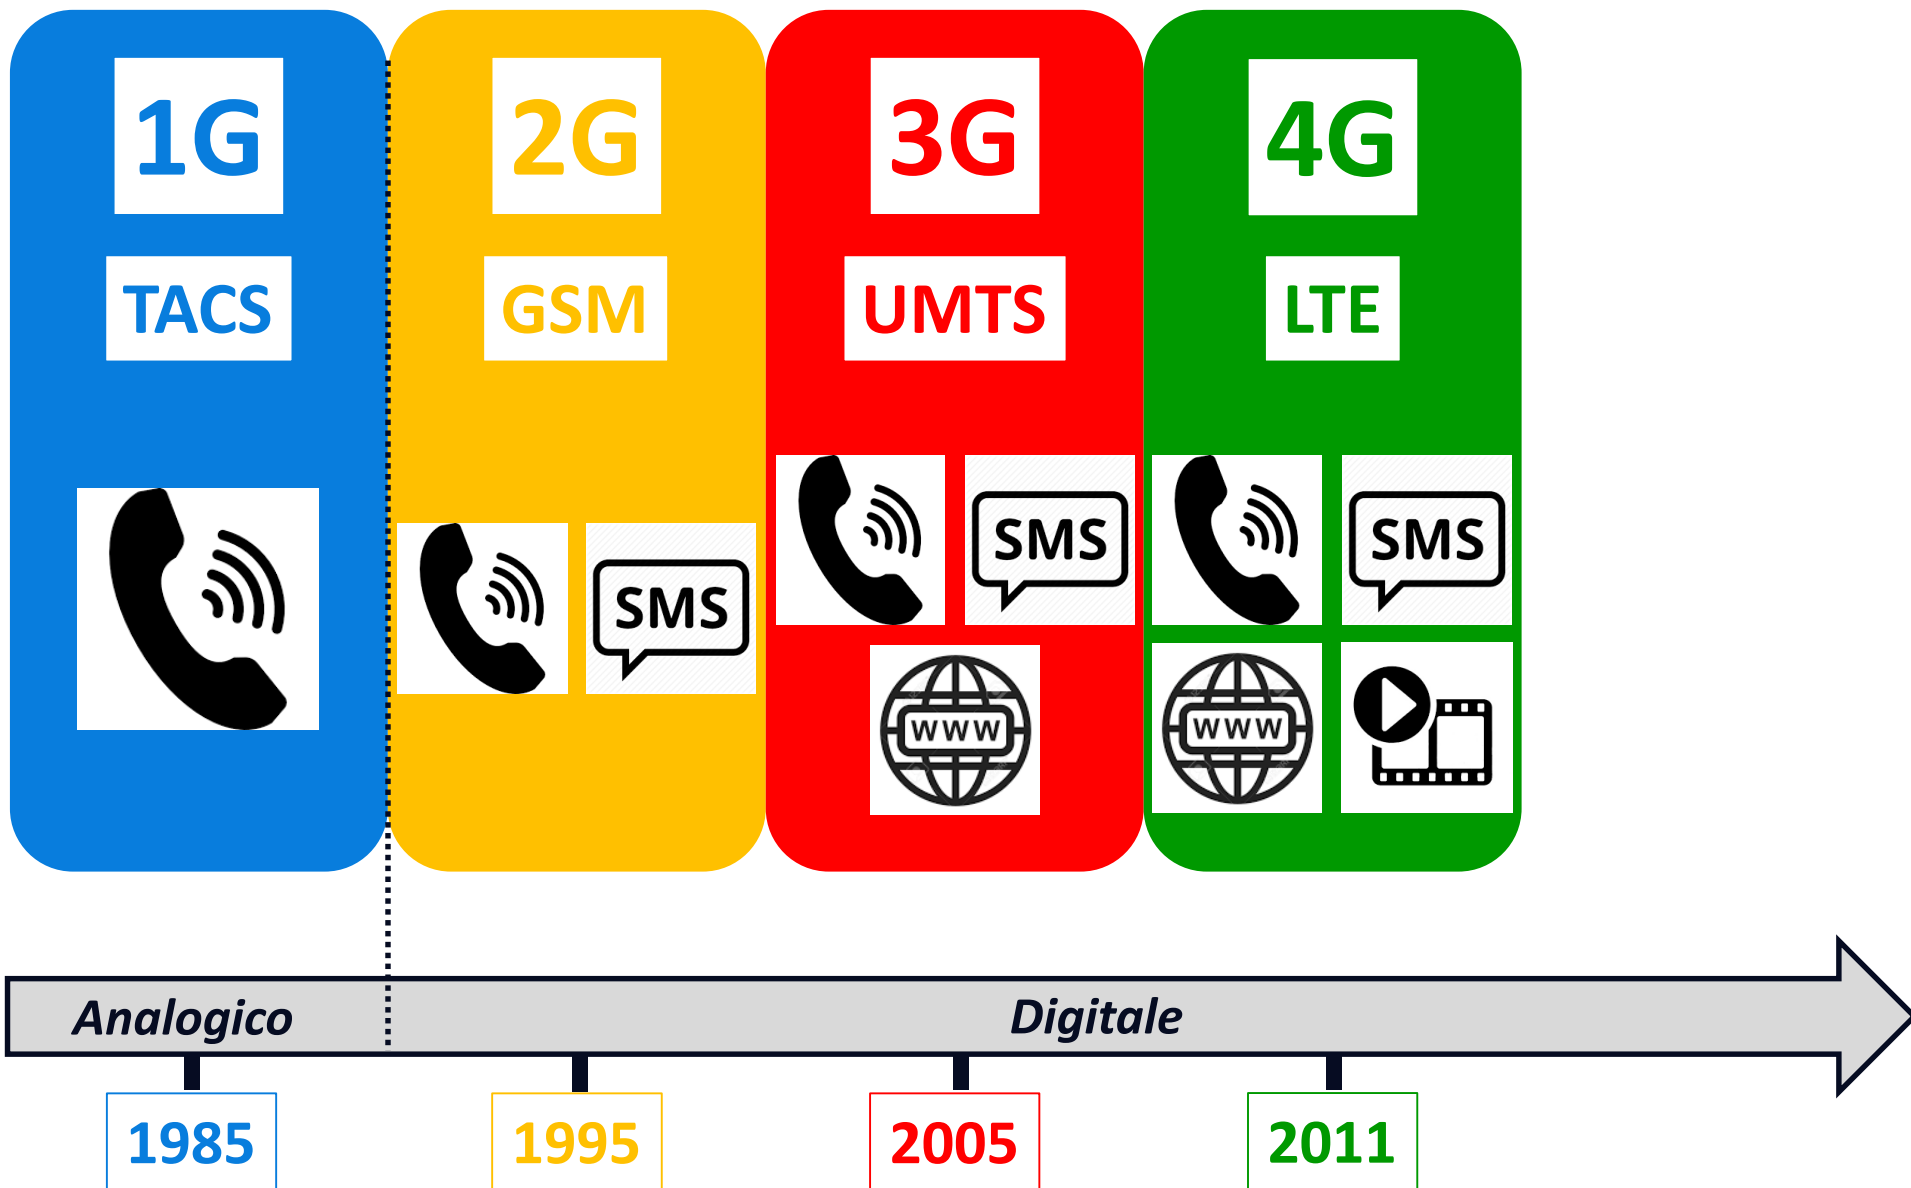 1G
2G
3G
4G
TACS
GSM
UMTS
LTE
SMS
SMS
SMS
WWW
WWW
Analogico
Digitale
1985
1995
2005
2011